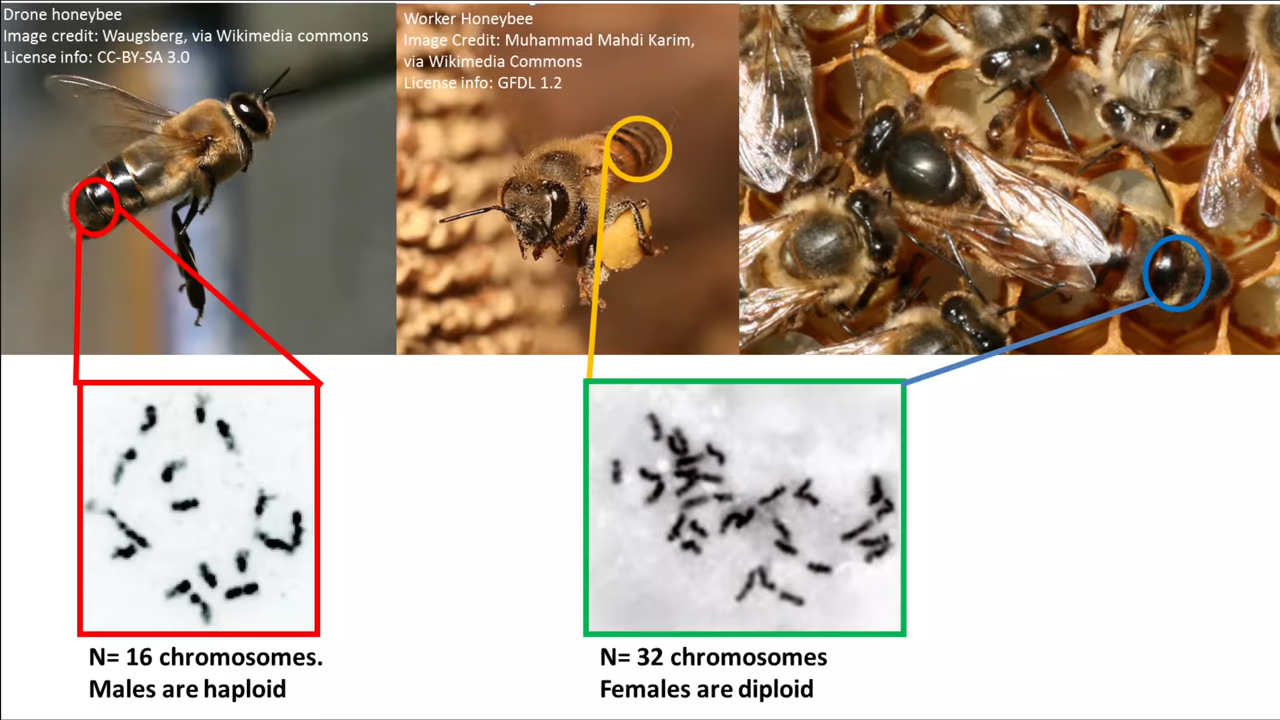 Drone honeybee
Image credit: Waugsberg, via Wikimedia commons
License info: CC-BY-SA 3.0
Worker Honeybee
Image Credit: Muhammad Mahdi Karim,
via Wikimedia Commons
License info: GFDL 1.2
N= 16 chromosomes.
Males are haploid
N= 32 chromosomes
Females are diploid